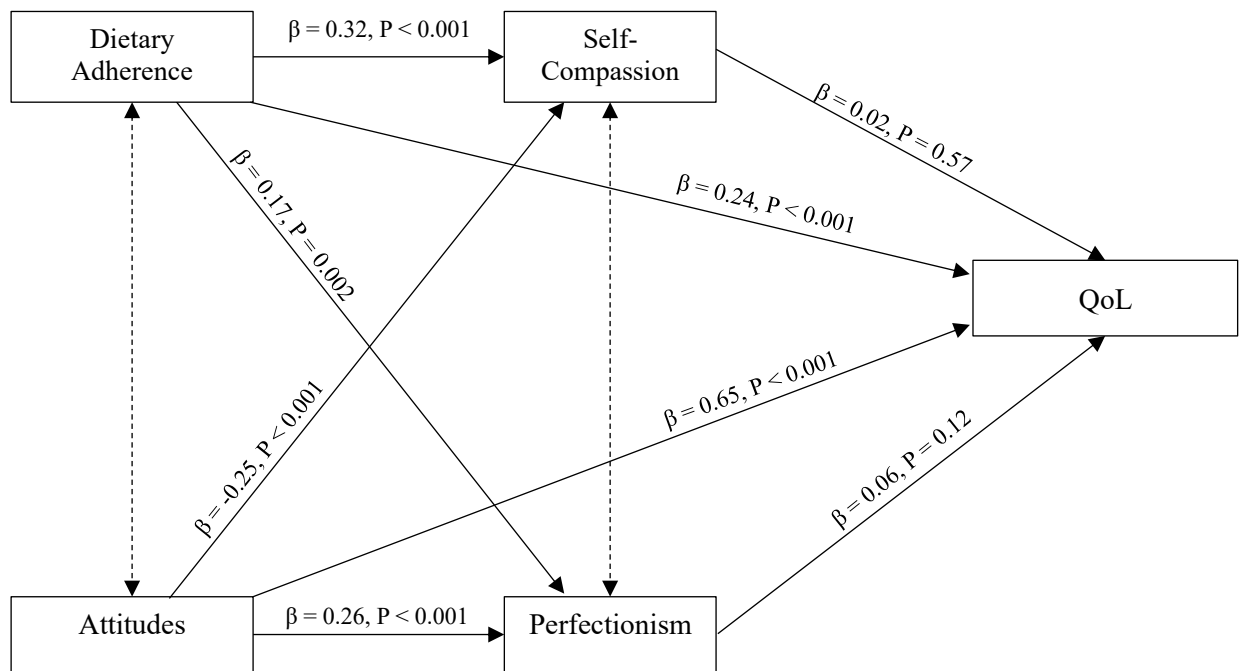 Dietary
Adherence
β = 0.32, P < 0.001
Self-
Compassion
β = 0.02, P = 0.57
β = 0.17, P = 0.002
β = 0.24, P < 0.001
QoL
β = -0.25, P < 0.001
β = 0.65, P < 0.001
β = 0.06, P = 0.12
Attitudes
β = 0.26, P < 0.001
Perfectionism